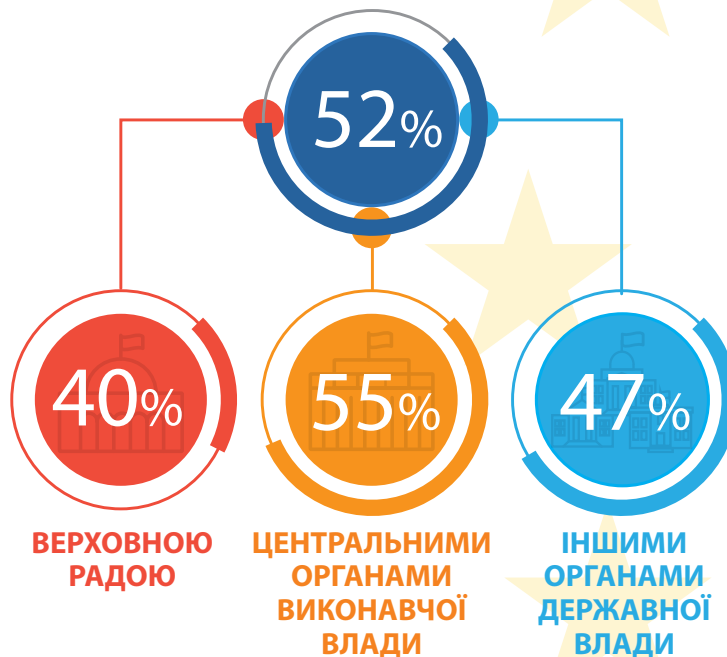 52%
40%
55%
47%
ВЕРХОВНОЮ
РАДОЮ
ЦЕНТРАЛЬНИМИ
ОРГАНАМИ
ВИКОНАВЧОЇ
ВЛАДИ
ІНШИМИ
ОРГАНАМИ
ДЕРЖАВНОЇ
ВЛАДИ